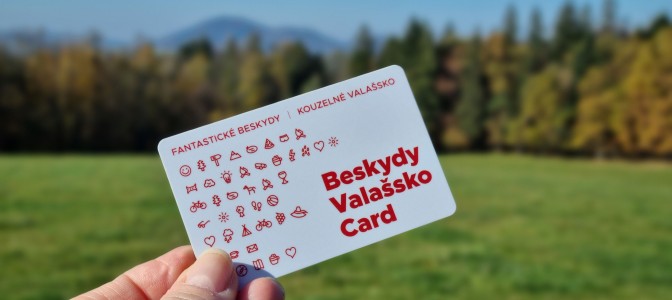 FANTASTICKÉ BESKYDY | KOUZELNÉ VALAŠSKO
Beskydy
Valašsko
Card